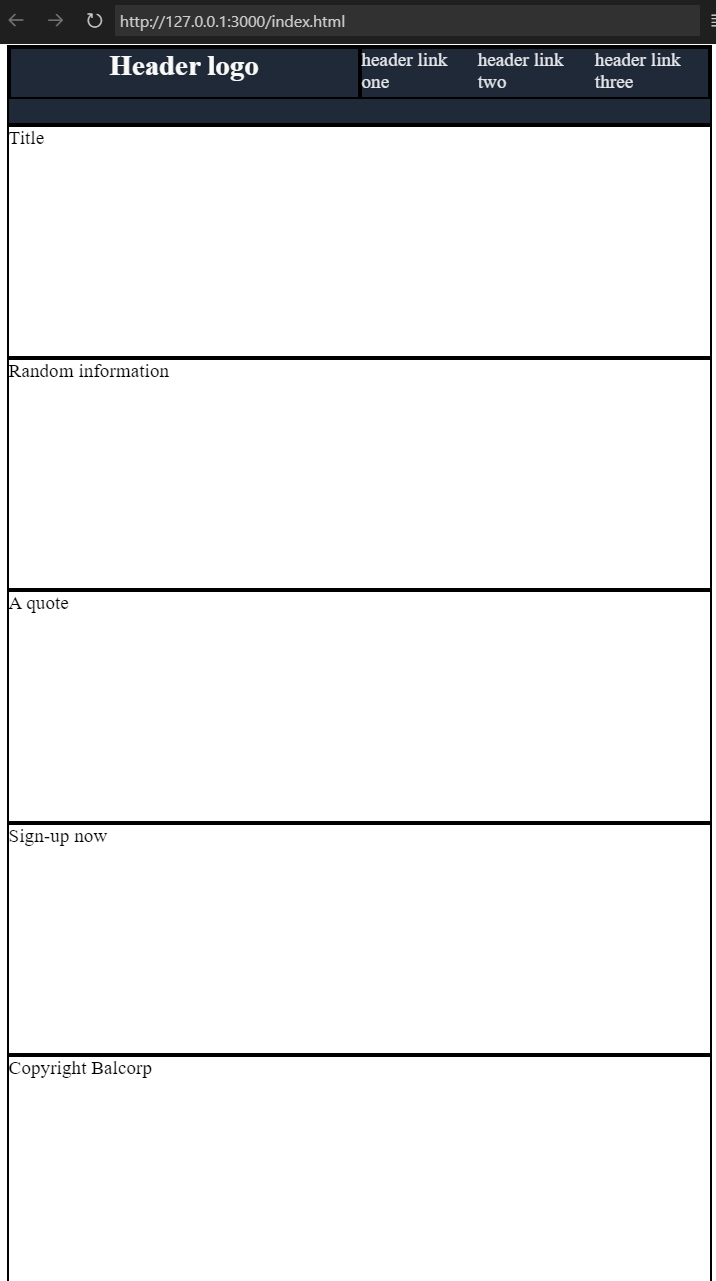 http://127.0.0.1:3000/index.html
Header logo
header link
one
header link
two
header link
three
Title
Random information
A quote
Sign-up now
Copyright Balcorp